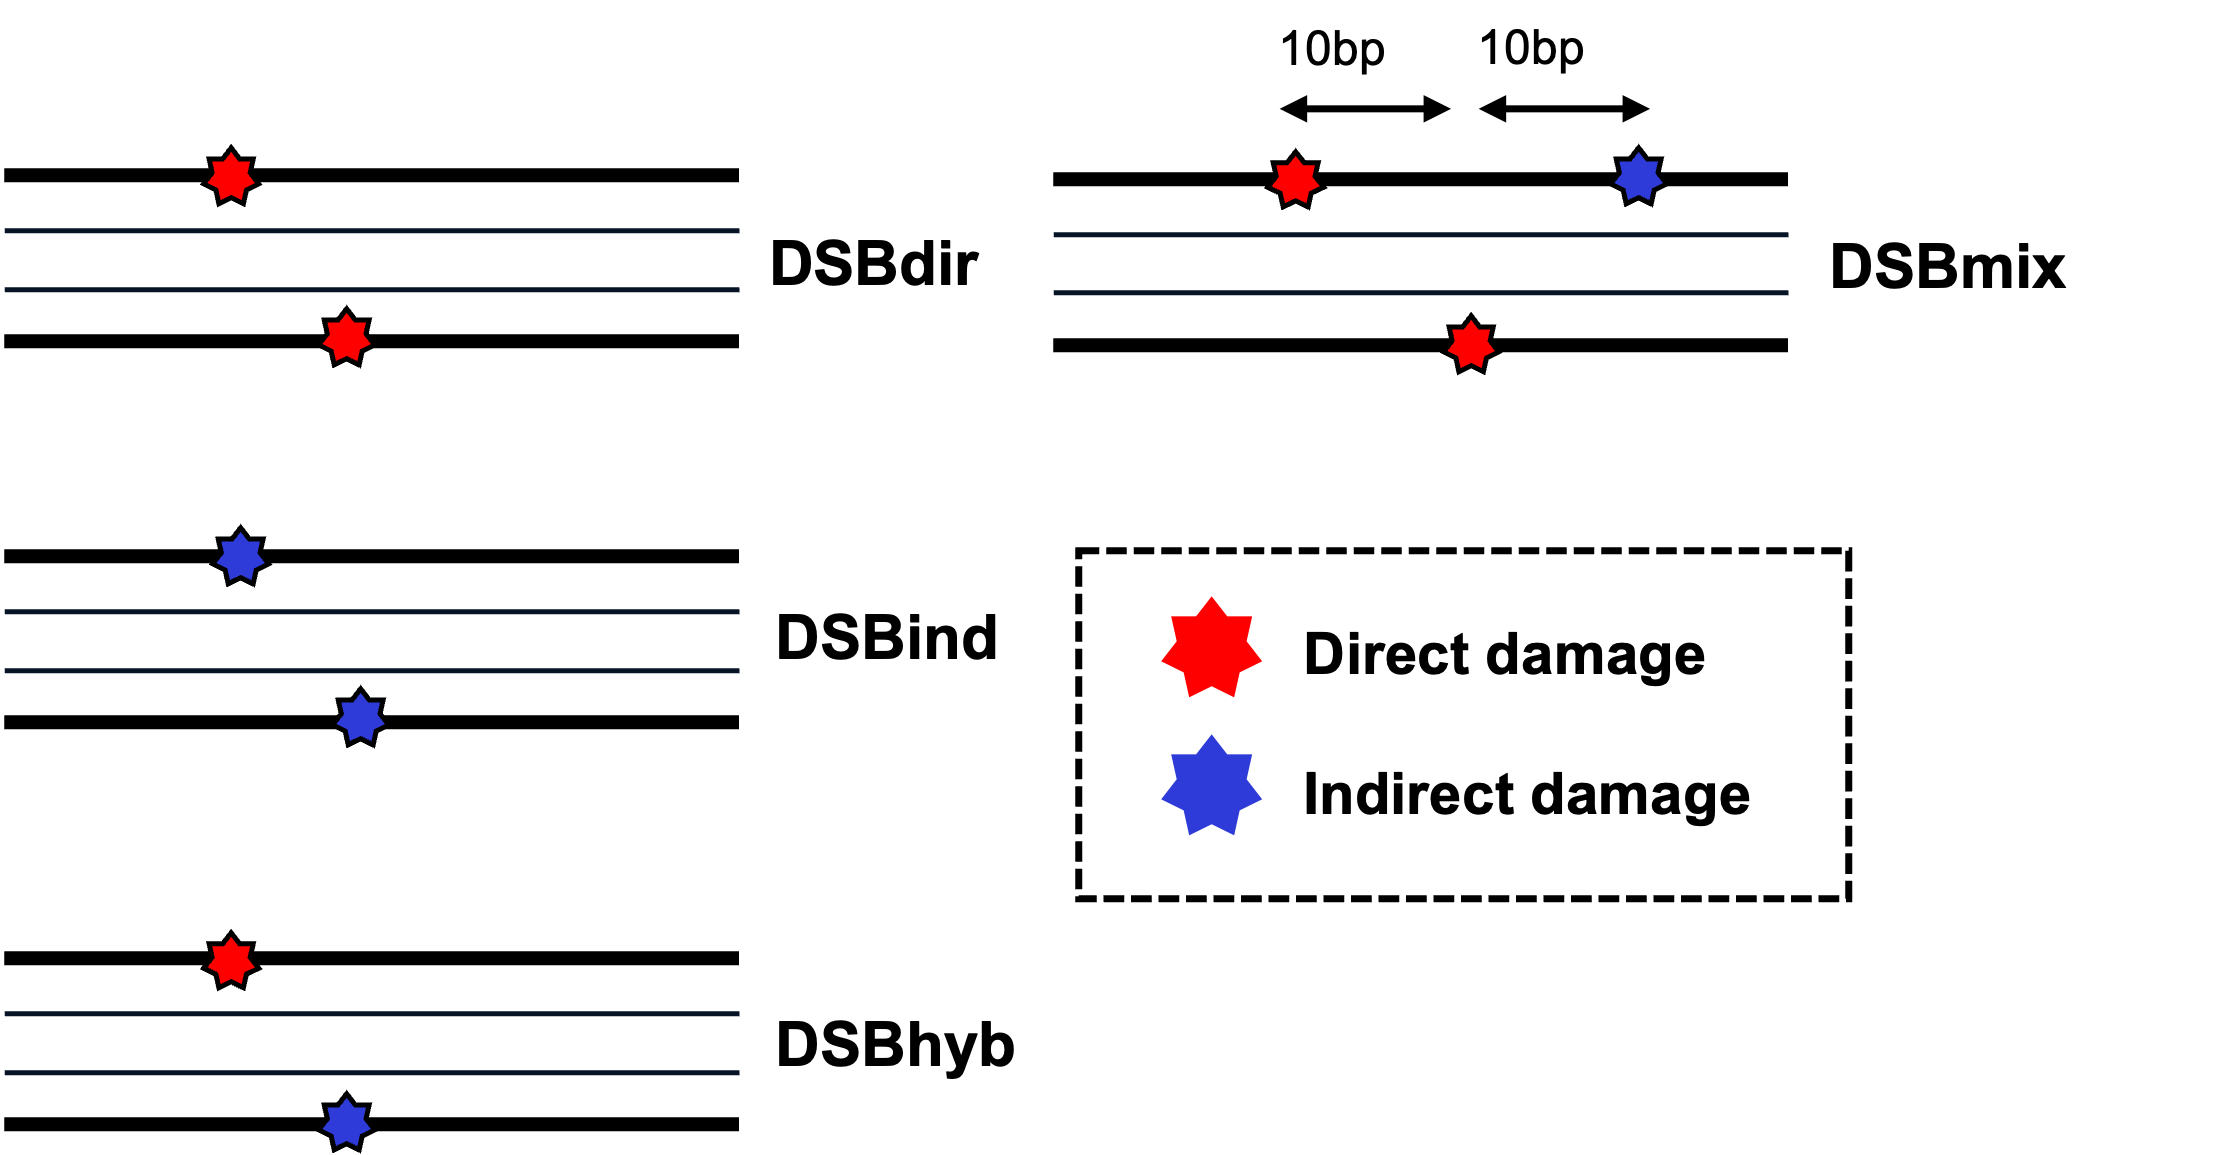 10bp
10bp
DSBdir
DSBmix
DSBind
Direct damage
Indirect damage
DSBhyb